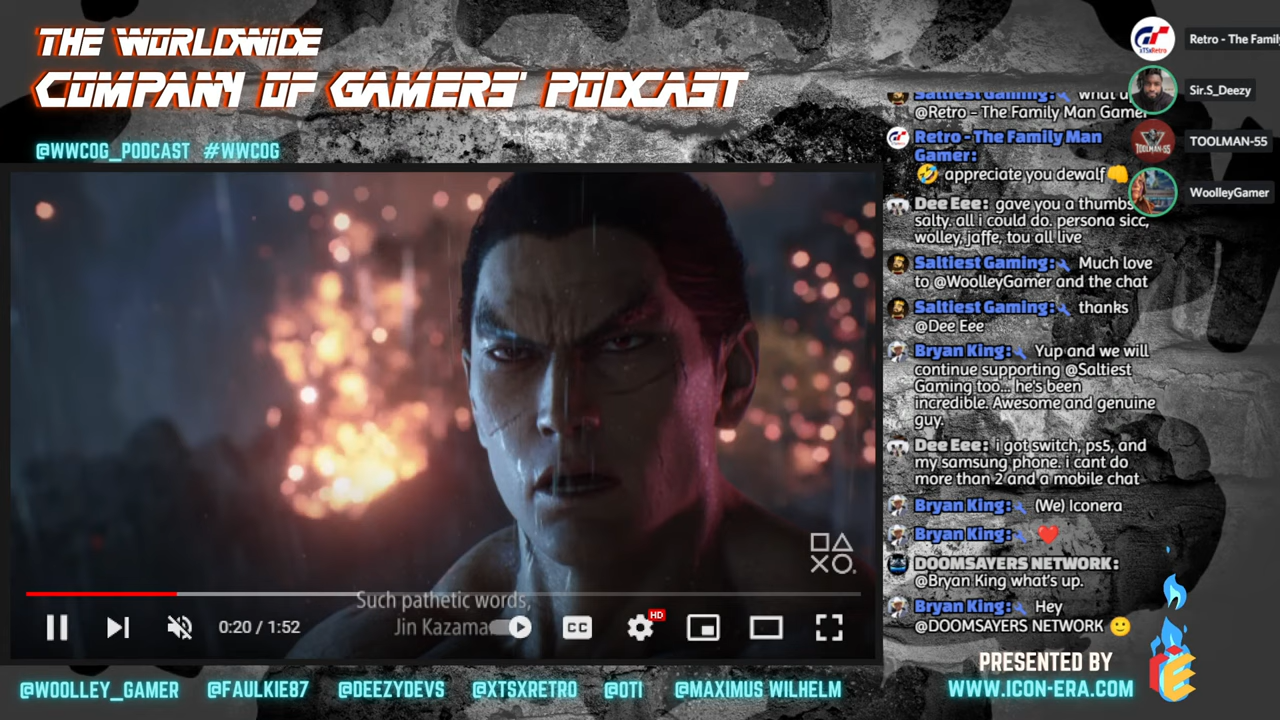 THE WORLDWIDE
COMPANY OF GAMERS' PODCAST
@WWCOG_PODCAST #WWCOG
Retro - The Family
Sir.S_Deezy
TOOLMAN-55
WoolleyGamer
Saltiest Gaming: what u
@Retro - The Family Man Gamer
Retro - The Family Man
Gamer:
🤣 appreciate you dewalf👊
Dee Eee: gave you a thumbs
salty. all i could do. persona sicc,
wolley, jaffe, tou all live
Saltiest Gaming: Much love
to @WoolleyGamer and the chat
Saltiest Gaming: thanks
@Dee Eee
Bryan King: Yup and we will
continue supporting @Saltiest
Gaming too... he's been
incredible. Awesome and genuine
guy.
Dee Eee: i got switch, ps5, and
my samsung phone. i cant do
more than 2 and a mobile chat
Bryan King: (We) Iconera
Bryan King: ❤️
DOOMSAYERS NETWORK:
@Bryan King what's up.
Bryan King: Hey
@DOOMSAYERS NETWORK 🙂
Such pathetic words,
Jin Kazama
0:20 / 1:52
CC
HD
PRESENTED BY
WWW.ICON-ERA.COM
@WOOLLEY_GAMER @FAULKIE87 @DEEZYDEVS @XTSXRETRO @OTI @MAXIMUS WILHELM